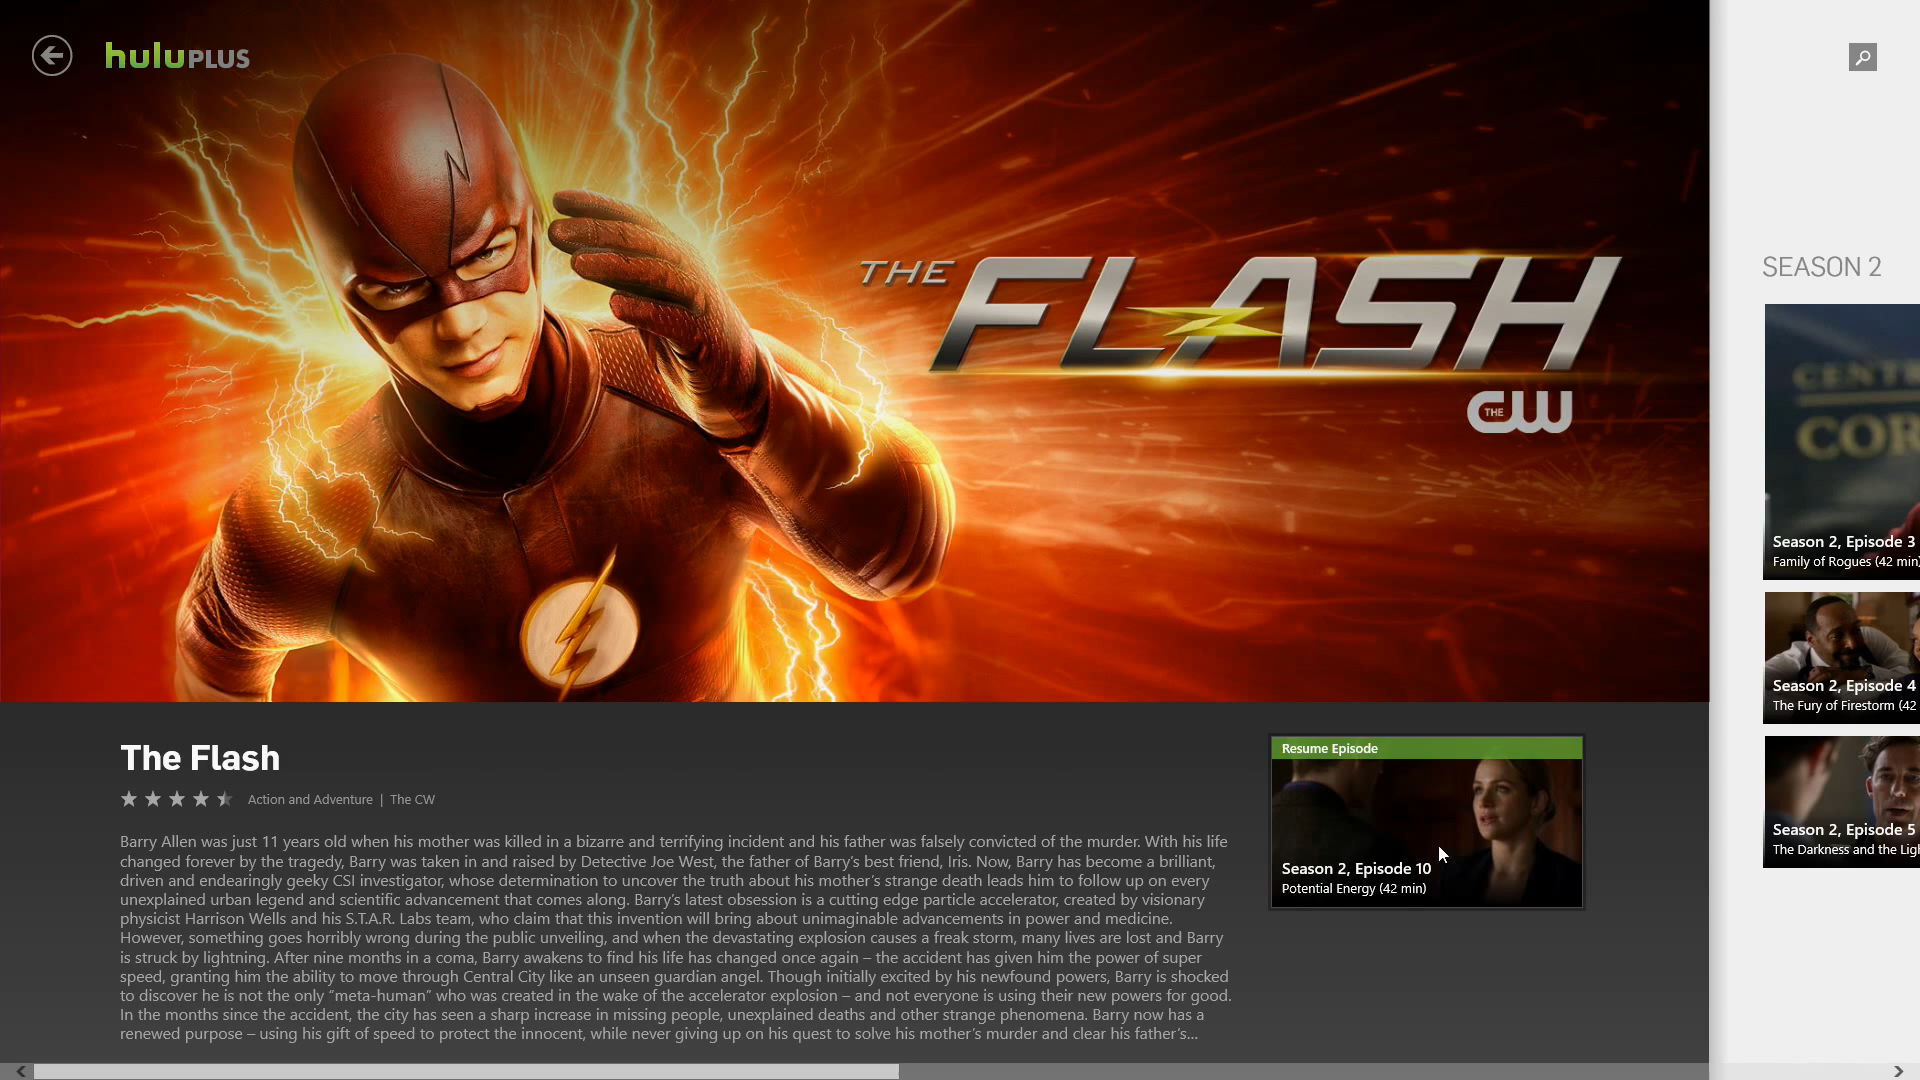 huluPLUS
THE FLASH
THE CW
SEASON 2
CENTR
COR
Season 2, Episode 3
Family of Rogues (42 min)
Season 2, Episode 4
The Fury of Firestorm (42
Season 2, Episode 5
The Darkness and the Ligh
The Flash
Action and Adventure | The CW
Barry Allen was just 11 years old when his mother was killed in a bizarre and terrifying incident and his father was falsely convicted of the murder. With his life
changed forever by the tragedy, Barry was taken in and raised by Detective Joe West, the father of Barry’s best friend, Iris. Now, Barry has become a brilliant,
driven and endearingly geeky CSI investigator, whose determination to uncover the truth about his mother’s strange death leads him to follow up on every
unexplained urban legend and scientific advancement that comes along. Barry’s latest obsession is a cutting edge particle accelerator, created by visionary
physicist Harrison Wells and his S.T.A.R. Labs team, who claim that this invention will bring about unimaginable advancements in power and medicine.
However, something goes horribly wrong during the public unveiling, and when the devastating explosion causes a freak storm, many lives are lost and Barry
is struck by lightning. After nine months in a coma, Barry awakens to find his life has changed once again – the accident has given him the power of super
speed, granting him the ability to move through Central City like an unseen guardian angel. Though initially excited by his newfound powers, Barry is shocked
to discover he is not the only “meta-human” who was created in the wake of the accelerator explosion – and not everyone is using their new powers for good.
In the months since the accident, the city has seen a sharp increase in missing people, unexplained deaths and other strange phenomena. Barry now has a
renewed purpose – using his gift of speed to protect the innocent, while never giving up on his quest to solve his mother’s murder and clear his father’s...
Resume Episode
Season 2, Episode 10
Potential Energy (42 min)